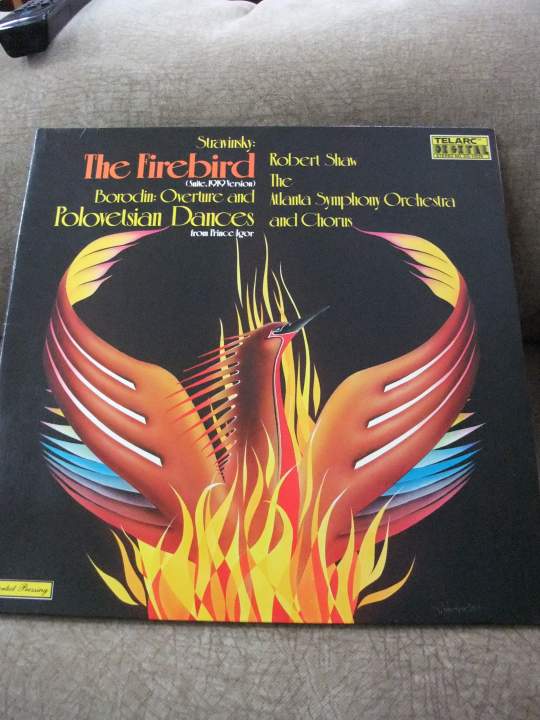 Stravinsky:
The Firebird
(Suite, 1919 Version)
Borodin: Overture and
Polovetsian Dances
from Prince Igor
Robert Shaw
The
Atlanta Symphony Orchestra
and Chorus
TELARC
DIGITAL
Pressing